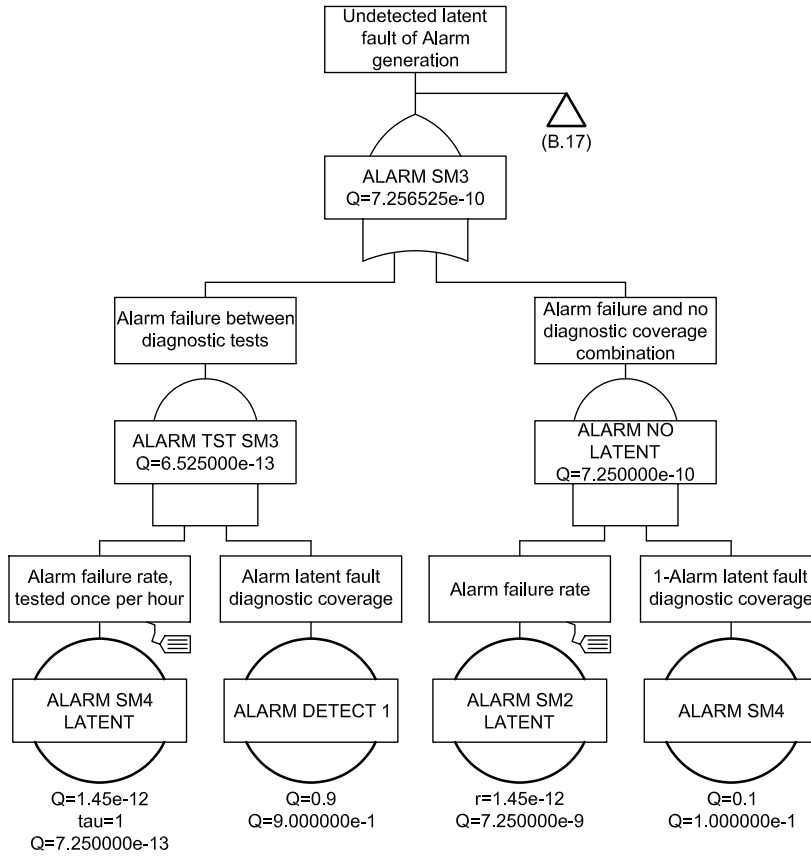 Undetected latent
fault of Alarm
generation
(B.17)
ALARM SM3
Q=7.256525e-10
Alarm failure between
diagnostic tests
Alarm failure and no
diagnostic coverage
combination
ALARM TST SM3
Q=6.525000e-13
ALARM NO
LATENT
Q=7.250000e-10
Alarm failure rate,
tested once per hour
Alarm latent fault
diagnostic coverage
Alarm failure rate
1-Alarm latent fault
diagnostic coverage
ALARM SM4
LATENT
ALARM DETECT 1
ALARM SM2
LATENT
ALARM SM4
Q=1.45e-12
tau=1
Q=7.250000e-13
Q=0.9
Q=9.000000e-1
r=1.45e-12
Q=7.250000e-9
Q=0.1
Q=1.000000e-1